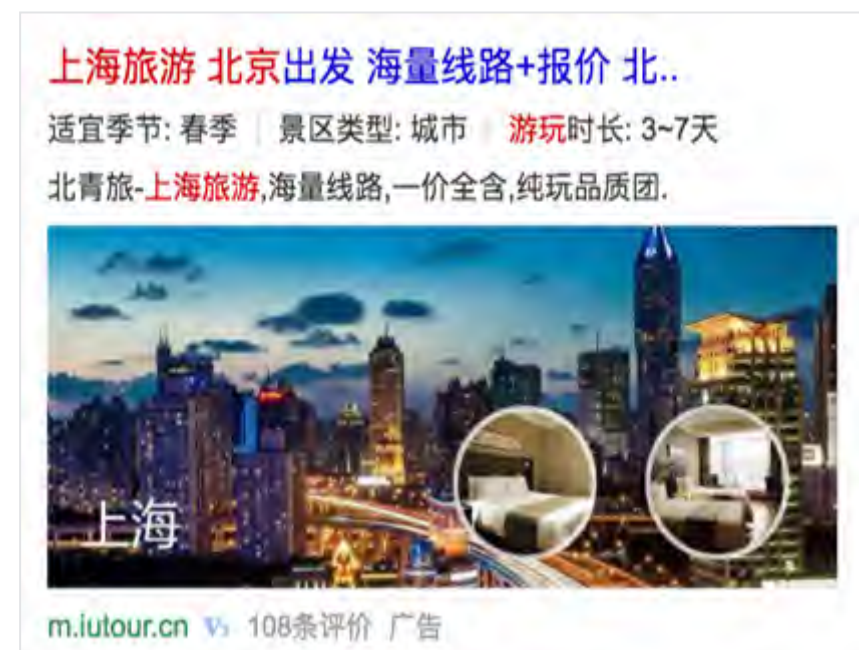 上海旅游 北京出发 海量线路+报价 北..
适宜季节: 春季 景区类型: 城市 游玩时长: 3~7天
北青旅-上海旅游,海量线路,一价全含,纯玩品质团.
上海
m.iutour.cn V3 108条评价 广告